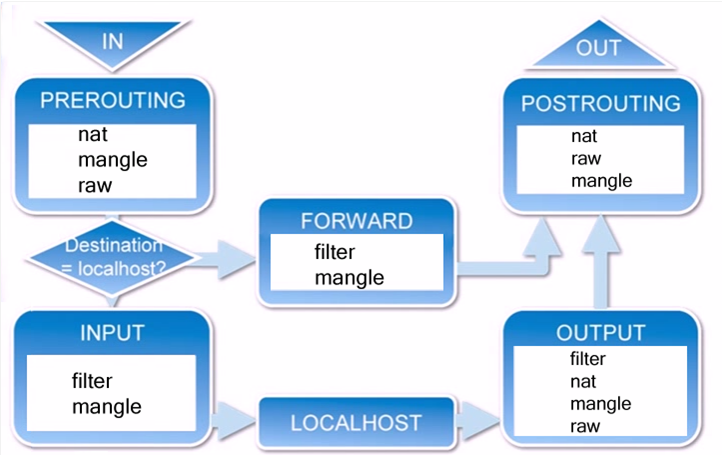 IN
PREROUTING
nat
mangle
raw
Destination
= localhost?
INPUT
filter
mangle
FORWARD
filter
mangle
LOCALHOST
OUT
POSTROUTING
nat
raw
mangle
OUTPUT
filter
nat
mangle
raw